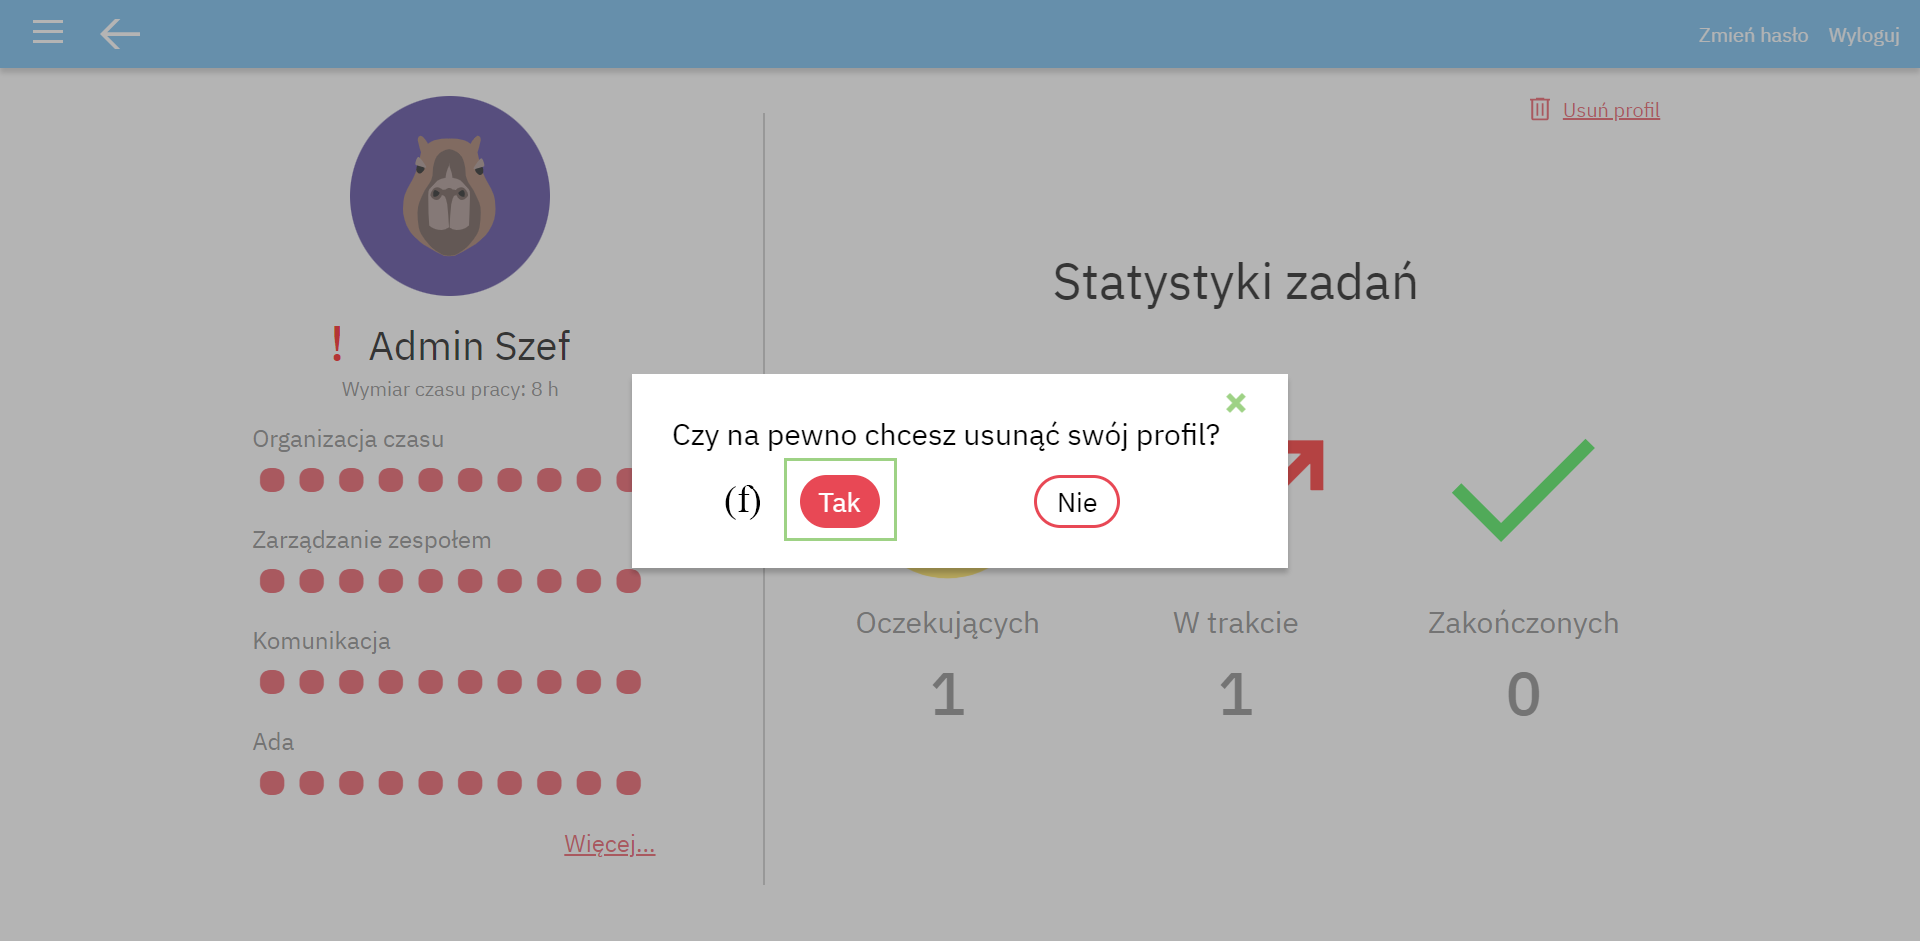 Zmień hasło Wyloguj
Usuń profil
Statystyki zadań
! Admin Szef
Wymiar czasu pracy: 8 h
Organizacja czasu
Zarządzanie zespołem
Komunikacja
Ada
Więcej...
Czy na pewno chcesz usunąć swój profil?
(f) Tak Nie
Oczekujących W trakcie Zakończonych
1 1 0